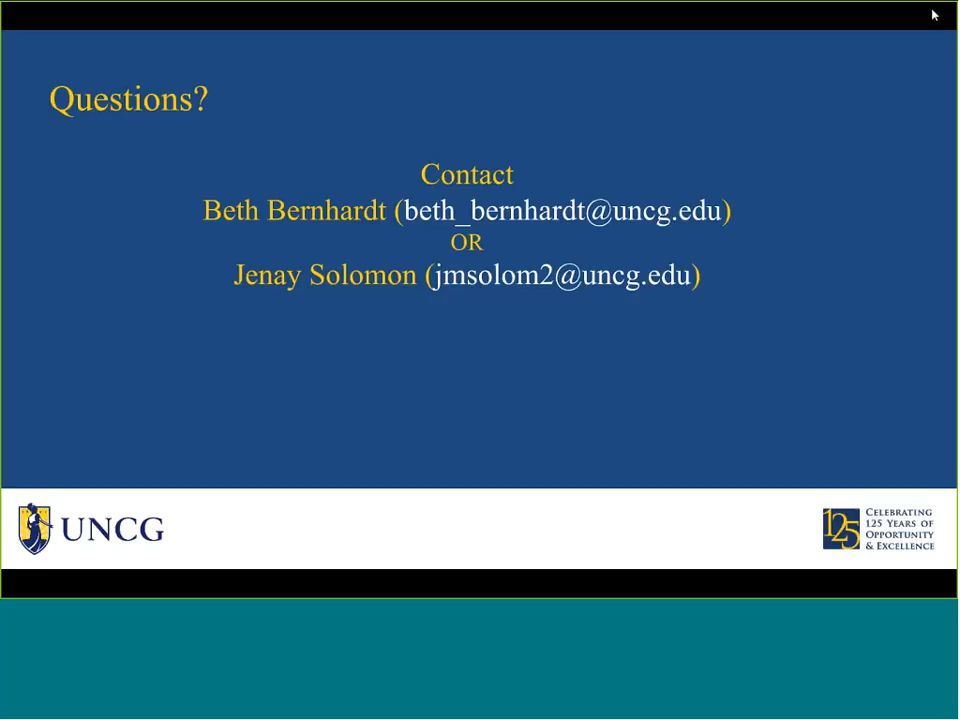 Questions?
Contact
Beth Bernhardt (beth_bernhardt@uncg.edu)
OR
Jenay Solomon (jmsolom2@uncg.edu)
UNCG
125
CELEBRATING
125 YEARS OF
OPPORTUNITY
& EXCELLENCE